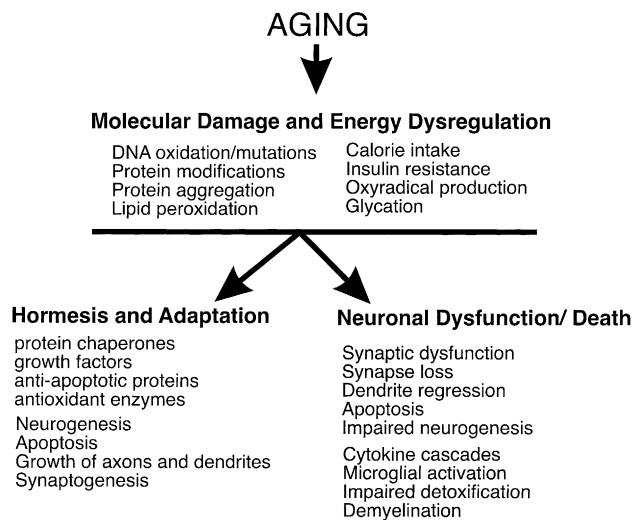 AGING
Molecular Damage and Energy Dysregulation
DNA oxidation/mutations
Protein modifications
Protein aggregation
Lipid peroxidation
Calorie intake
Insulin resistance
Oxyradical production
Glycation
Hormesis and Adaptation
protein chaperones
growth factors
anti-apoptotic proteins
antioxidant enzymes
Neurogenesis
Apoptosis
Growth of axons and dendrites
Synaptogenesis
Neuronal Dysfunction/ Death
Synaptic dysfunction
Synapse loss
Dendrite regression
Apoptosis
Impaired neurogenesis
Cytokine cascades
Microglial activation
Impaired detoxification
Demyelination